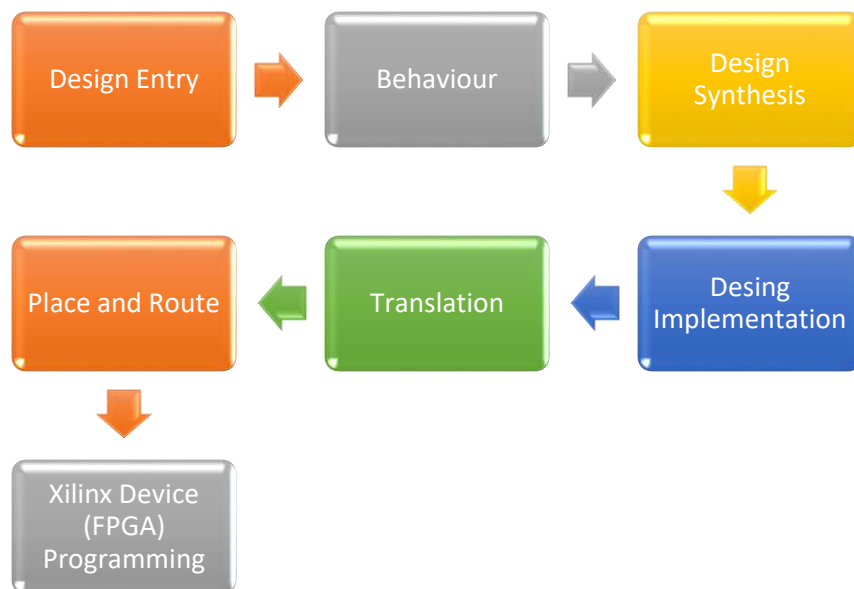 Design Entry
Behaviour
Design
Synthesis
Desing
Implementation
Translation
Place and Route
Xilinx Device
(FPGA)
Programming